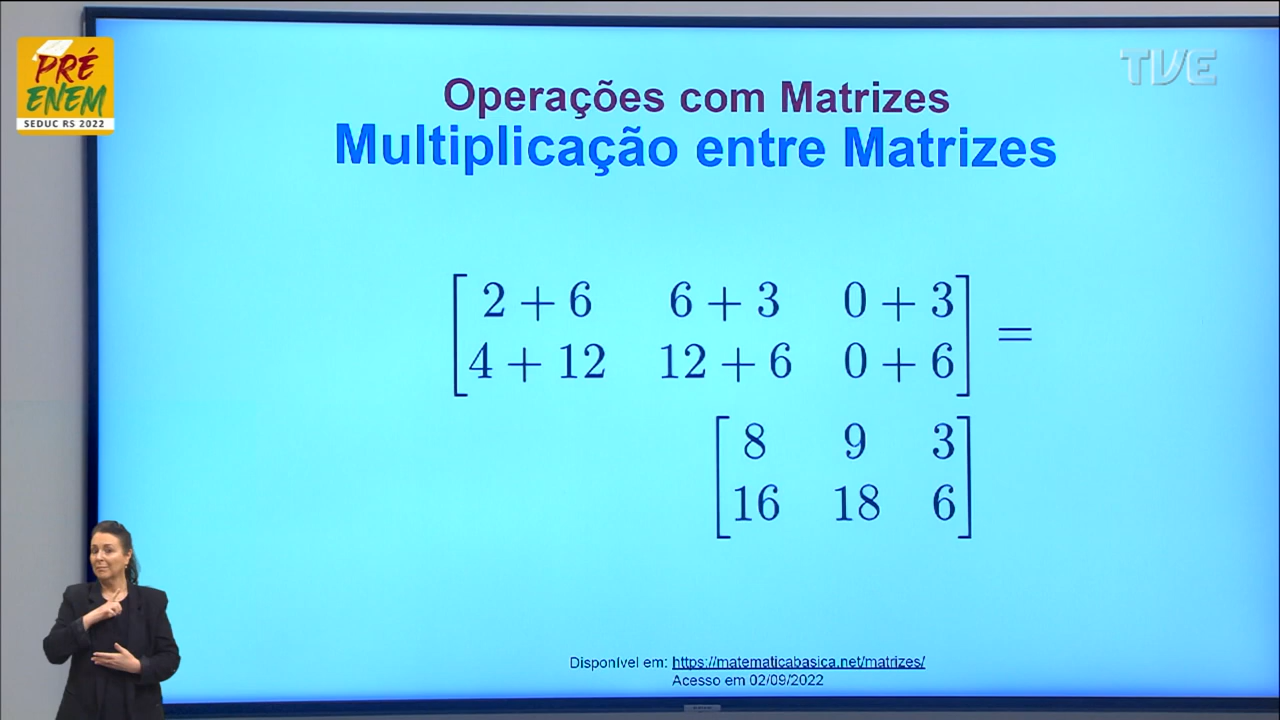 PRÉ
ENEM
SEDUC RS 2022
TVE
Operações com Matrizes
Multiplicação entre Matrizes
2 + 6 6 + 3 0 + 3
4 + 12 12 + 6 0 + 6
=
8 9 3
16 18 6
Disponível em: https://matematicabasica.net/matrizes/
Acesso em 02/09/2022